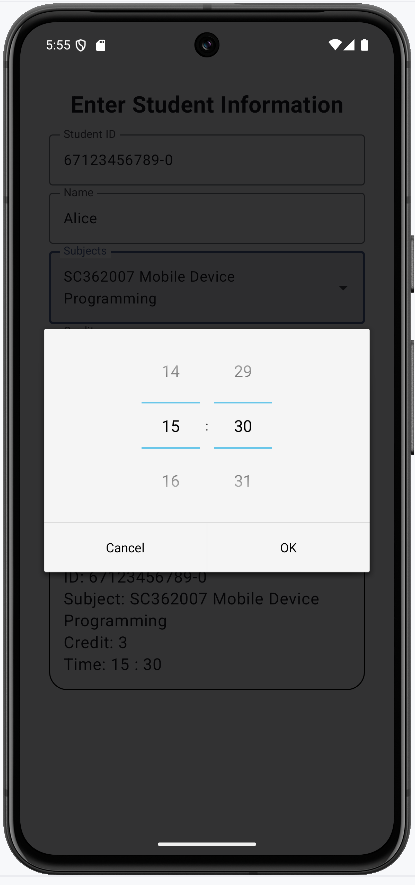 5:55
Enter Student Information
Student ID
67123456789-0
Name
Alice
Subjects
SC362007 Mobile Device
Programming
14 29
15 : 30
16 31
Cancel OK
ID: 67123456789-0
Subject: SC362007 Mobile Device
Programming
Credit: 3
Time: 15 : 30